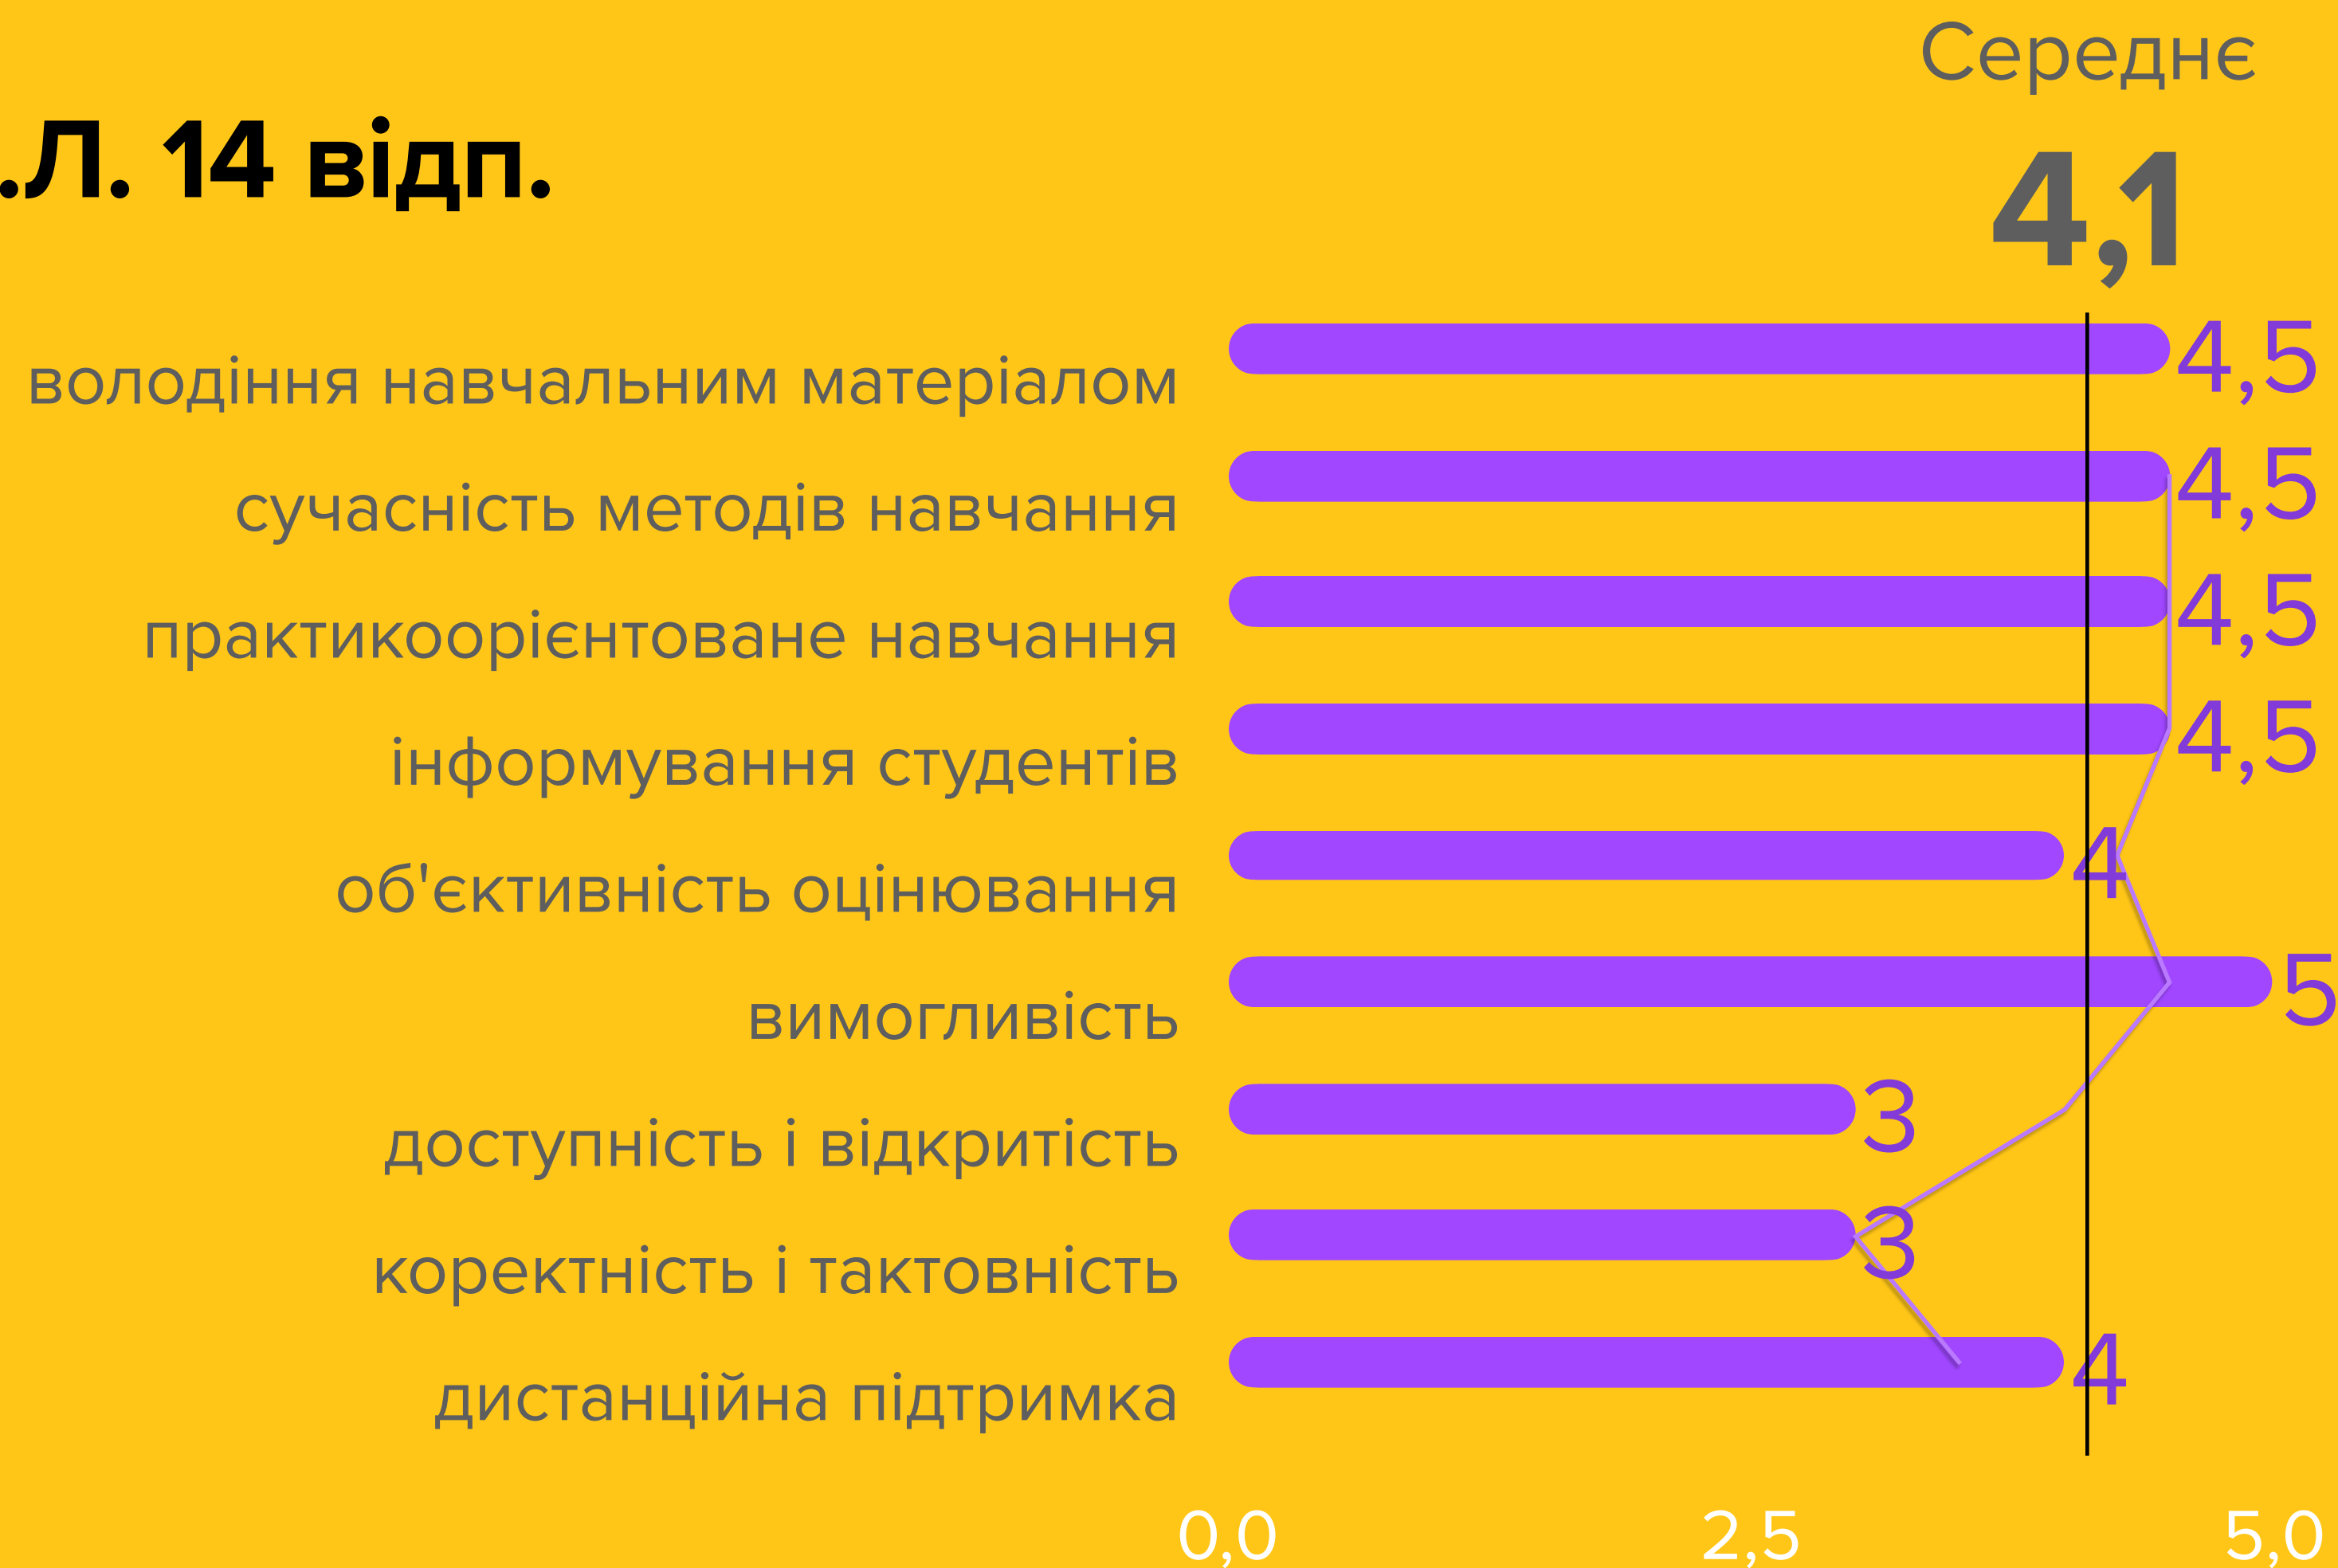 Середнє
.Л. 14 відп.
4,1
володіння навчальним матеріалом 4,5
сучасність методів навчання 4,5
практикоорієнтоване навчання 4,5
інформування студентів 4,5
об'єктивність оцінювання 4
вимогливість 5
доступність і відкритість 3
коректність і тактовність 3
дистанційна підтримка 4
0,0 2,5 5,0